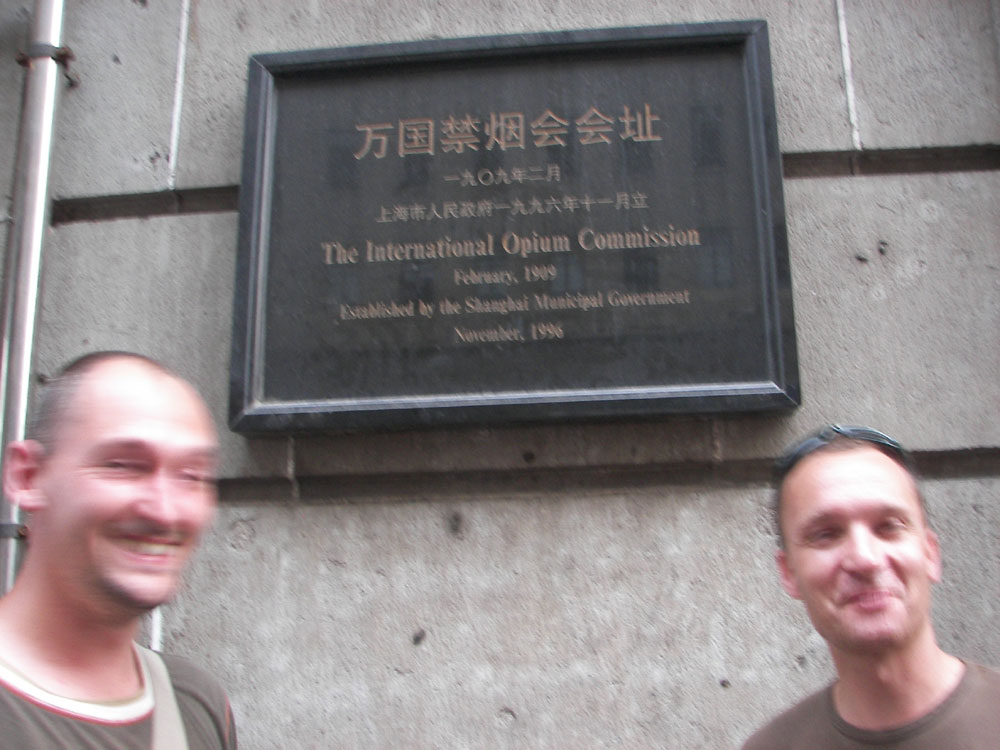 万国禁烟会会址
一九〇九年二月
上海市人民政府一九九六年十一月立
The International Opium Commission
February, 1909
Established by the Shanghai Municipal Government
November, 1996